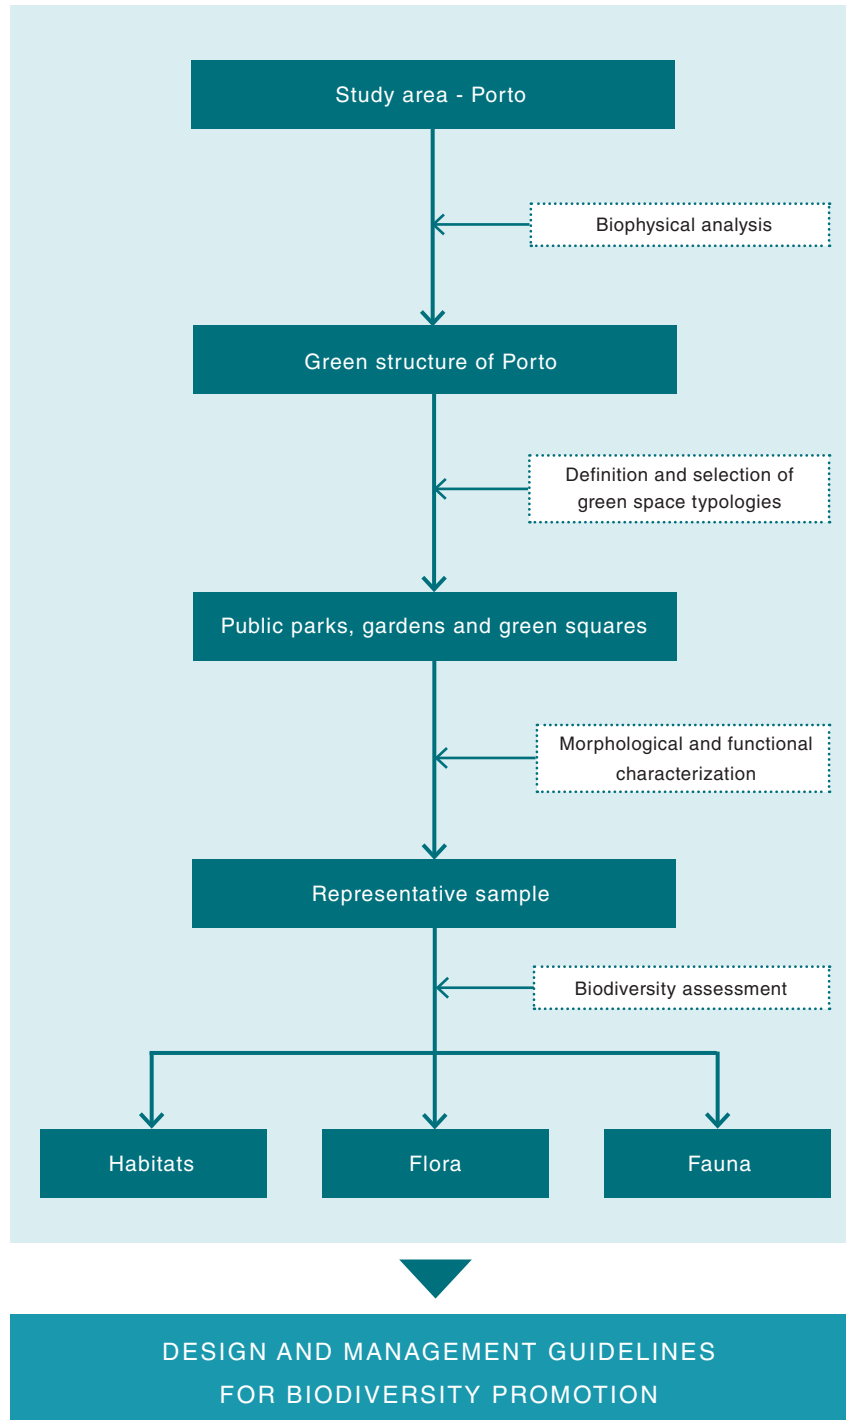 Study area - Porto
Biophysical analysis
Green structure of Porto
Definition and selection of
green space typologies
Public parks, gardens and green squares
Morphological and functional
characterization
Representative sample
Biodiversity assessment
Habitats
Flora
Fauna
DESIGN AND MANAGEMENT GUIDELINES
FOR BIODIVERSITY PROMOTION